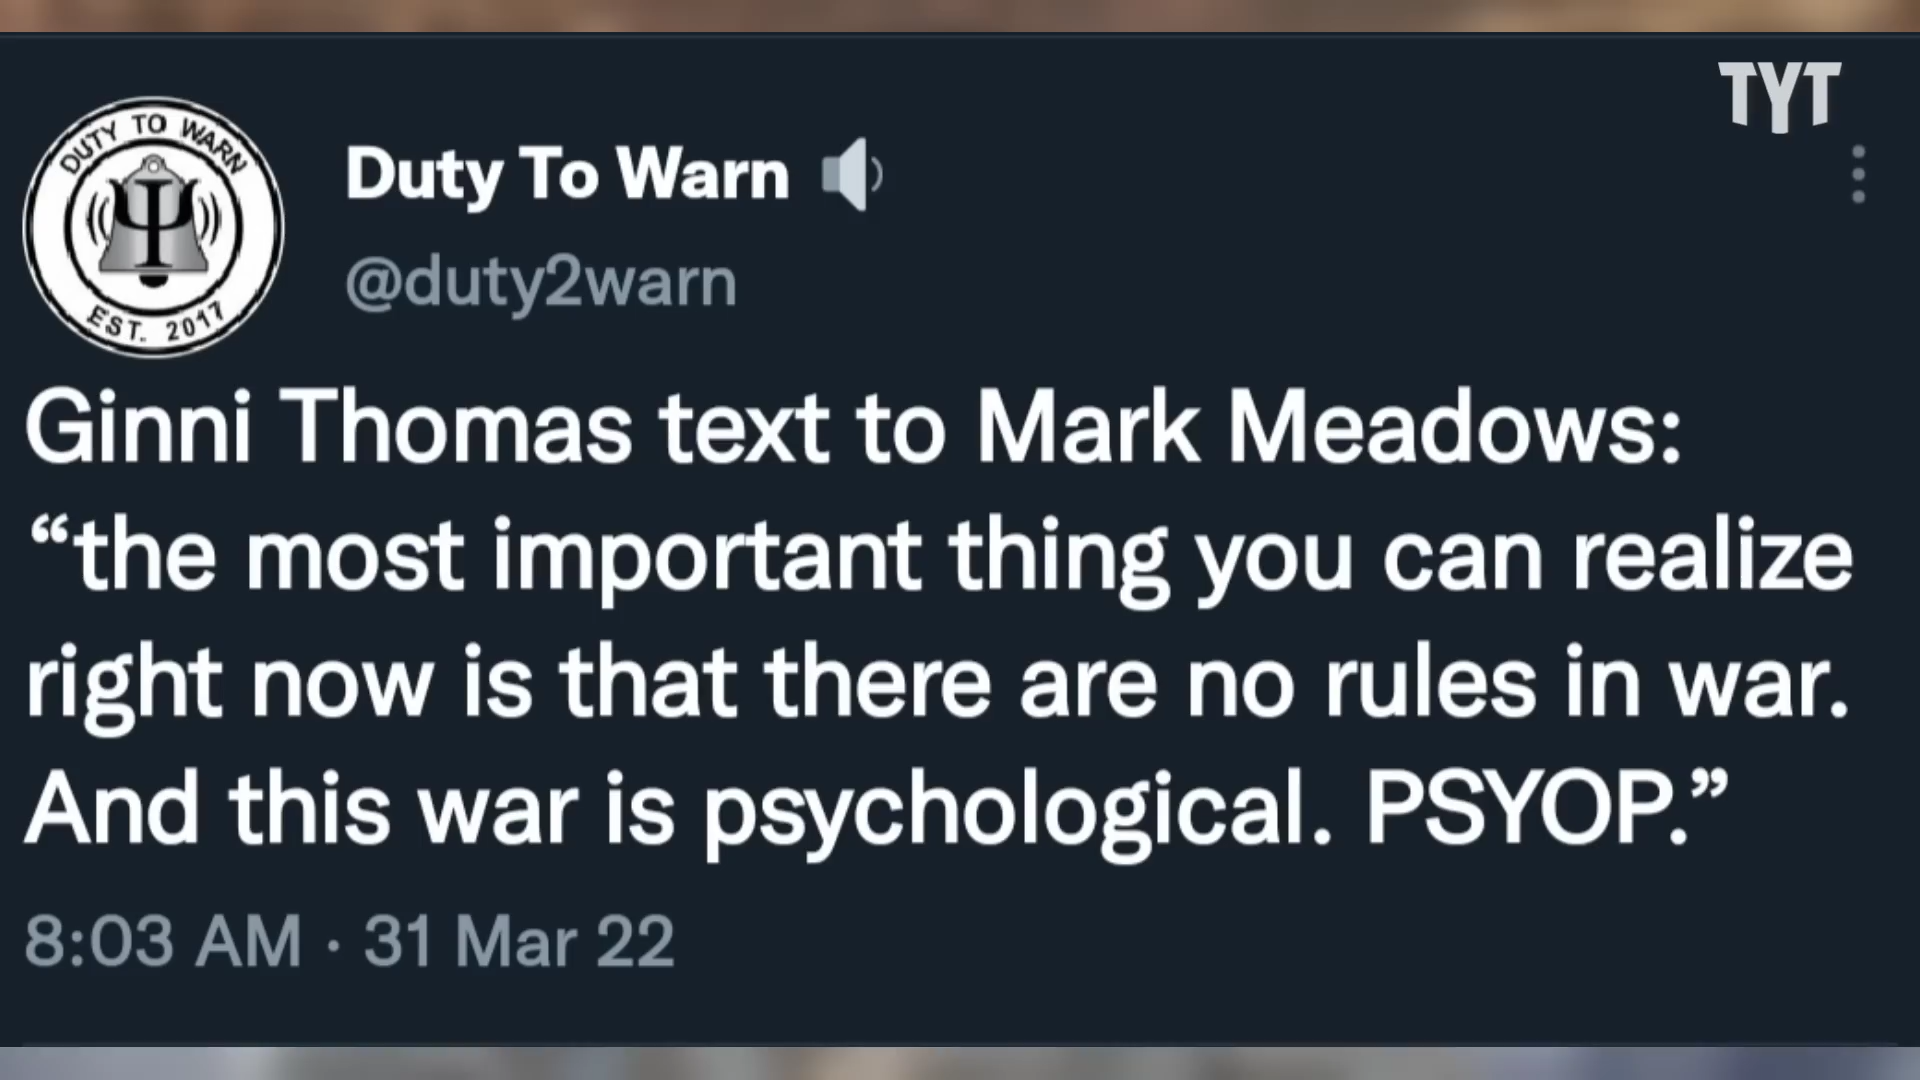 TYT
DUTY TO WARN
Ψ
EST. 2017
Duty To Warn
@duty2warn
Ginni Thomas text to Mark Meadows:
“the most important thing you can realize
right now is that there are no rules in war.
And this war is psychological. PSYOP.”
8:03 AM · 31 Mar 22